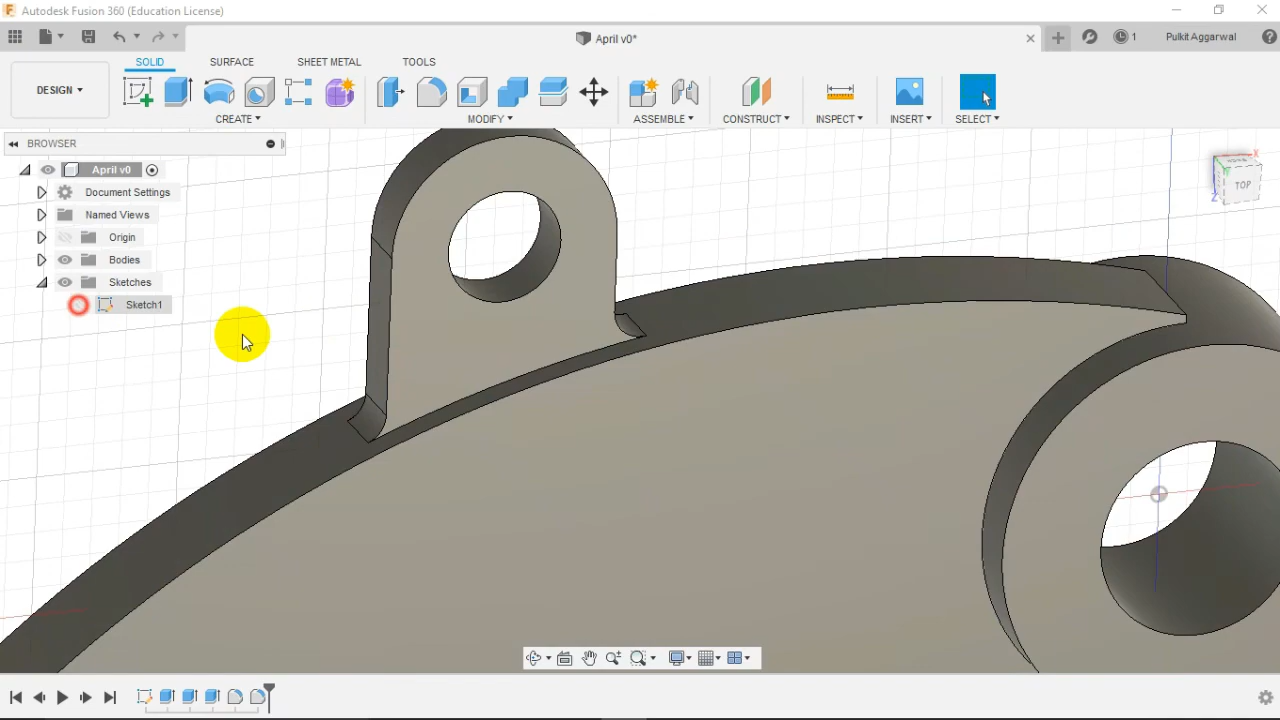 Autodesk Fusion 360 (Education License)
April v0*
1
Pulkit Aggarwal
SOLID
SURFACE
SHEET METAL
TOOLS
DESIGN
CREATE
MODIFY
ASSEMBLE
CONSTRUCT
INSPECT
INSERT
SELECT
BROWSER
April v0
Document Settings
Named Views
Origin
Bodies
Sketches
Sketch1
X
Z
TOP